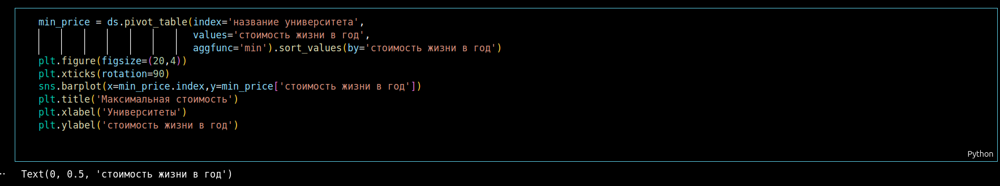 min_price = ds.pivot_table(index='название университета',
values='стоимость жизни в год',
aggfunc='min').sort_values(by='стоимость жизни в год')
plt.figure(figsize=(20,4))
plt.xticks(rotation=90)
sns.barplot(x=min_price.index,y=min_price['стоимость жизни в год'])
plt.title('Максимальная стоимость')
plt.xlabel('Университеты')
plt.ylabel('стоимость жизни в год')
Python
Text(0, 0.5, 'стоимость жизни в год')